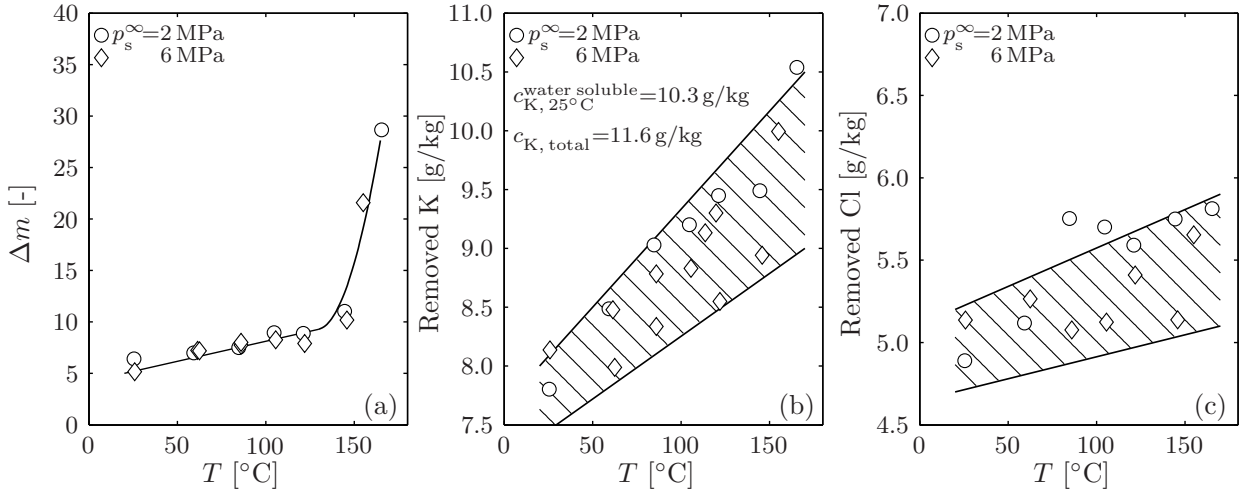 Δm [-]
40
35
30
25
20
15
10
5
0
p_s^∞=2 MPa
6 MPa
(a)
0
50
100
150
T [°C]
Removed K [g/kg]
11.0
10.5
10.0
9.5
9.0
8.5
8.0
7.5
p_s^∞=2 MPa
6 MPa
c_{K, 25°C}^{water soluble}=10.3 g/kg
c_{K, total}=11.6 g/kg
(b)
0
50
100
150
T [°C]
Removed Cl [g/kg]
7.0
6.5
6.0
5.5
5.0
4.5
p_s^∞=2 MPa
6 MPa
(c)
0
50
100
150
T [°C]